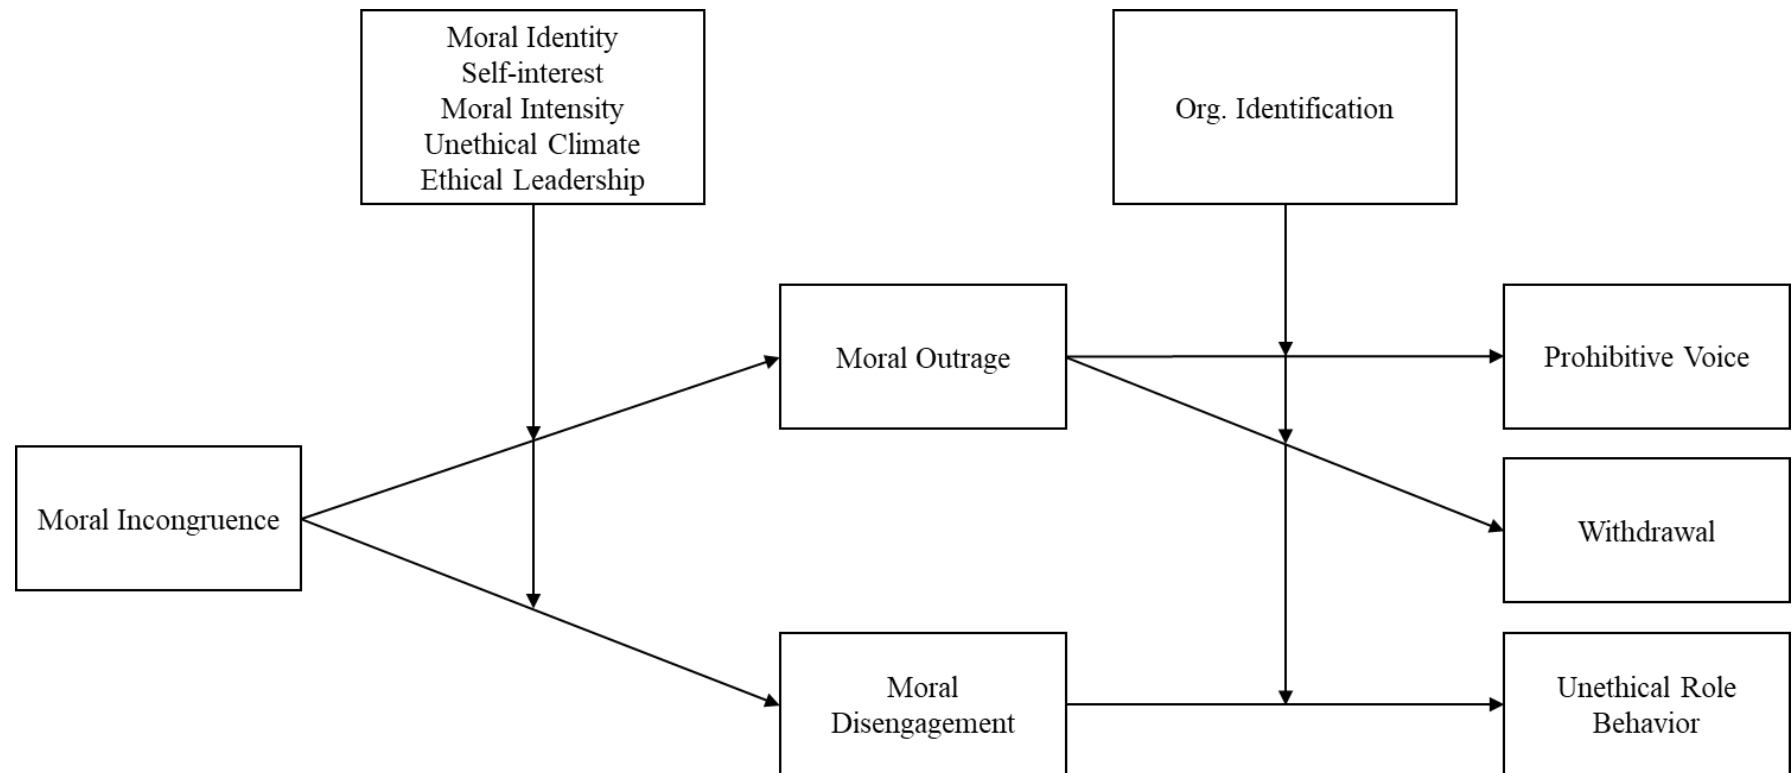 Moral Identity
Self-interest
Moral Intensity
Unethical Climate
Ethical Leadership
Org. Identification
Moral Outrage
Prohibitive Voice
Moral Incongruence
Withdrawal
Moral
Disengagement
Unethical Role
Behavior